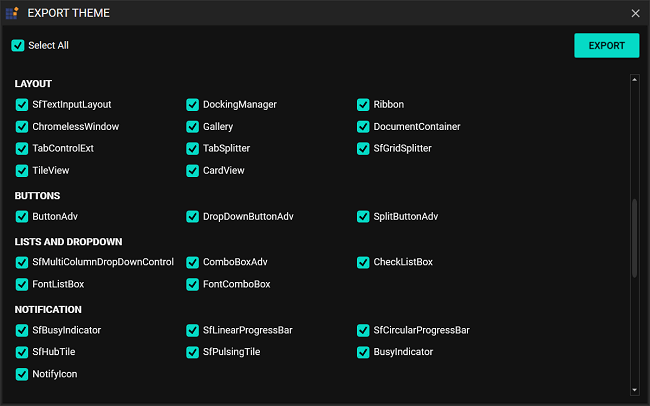 EXPORT THEME
Select All
EXPORT
LAYOUT
SfTextInputLayout DockingManager Ribbon
ChromelessWindow Gallery DocumentContainer
TabControlExt TabSplitter SfGridSplitter
TileView CardView
BUTTONS
ButtonAdv DropDownButtonAdv SplitButtonAdv
LISTS AND DROPDOWN
SfMultiColumnDropDownControl ComboBoxAdv CheckListBox
FontListBox FontComboBox
NOTIFICATION
SfBusyIndicator SfLinearProgressBar SfCircularProgressBar
SfHubTile SfPulsingTile BusyIndicator
NotifyIcon